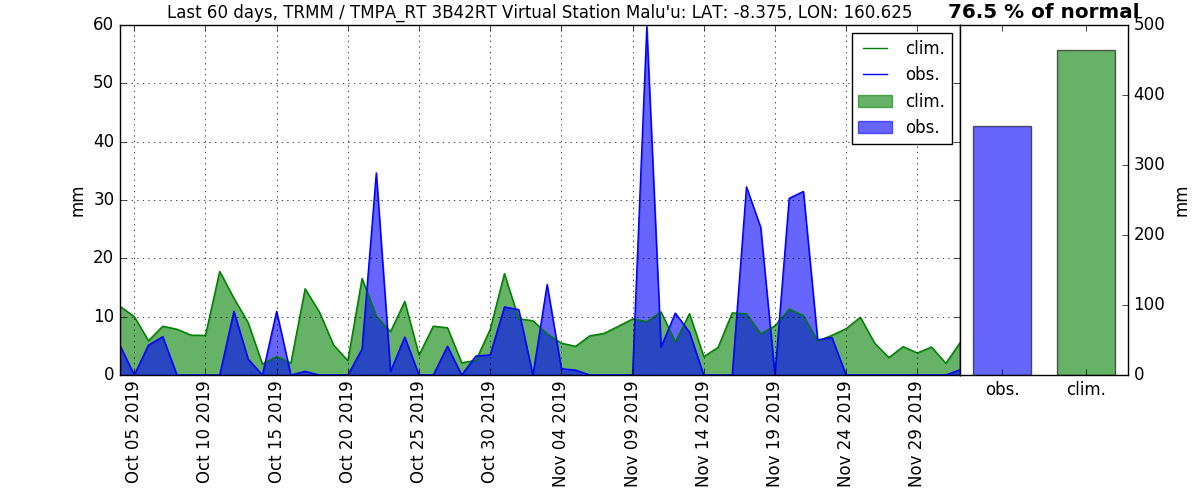 Last 60 days, TRMM / TMPA_RT 3B42RT Virtual Station Malu'u: LAT: -8.375, LON: 160.625
76.5 % of normal
60
50
40
30
20
10
0
mm
clim.
obs.
clim.
obs.
Oct 05 2019
Oct 10 2019
Oct 15 2019
Oct 20 2019
Oct 25 2019
Oct 30 2019
Nov 04 2019
Nov 09 2019
Nov 14 2019
Nov 19 2019
Nov 24 2019
Nov 29 2019
500
400
300
200
100
0
mm
obs.
clim.